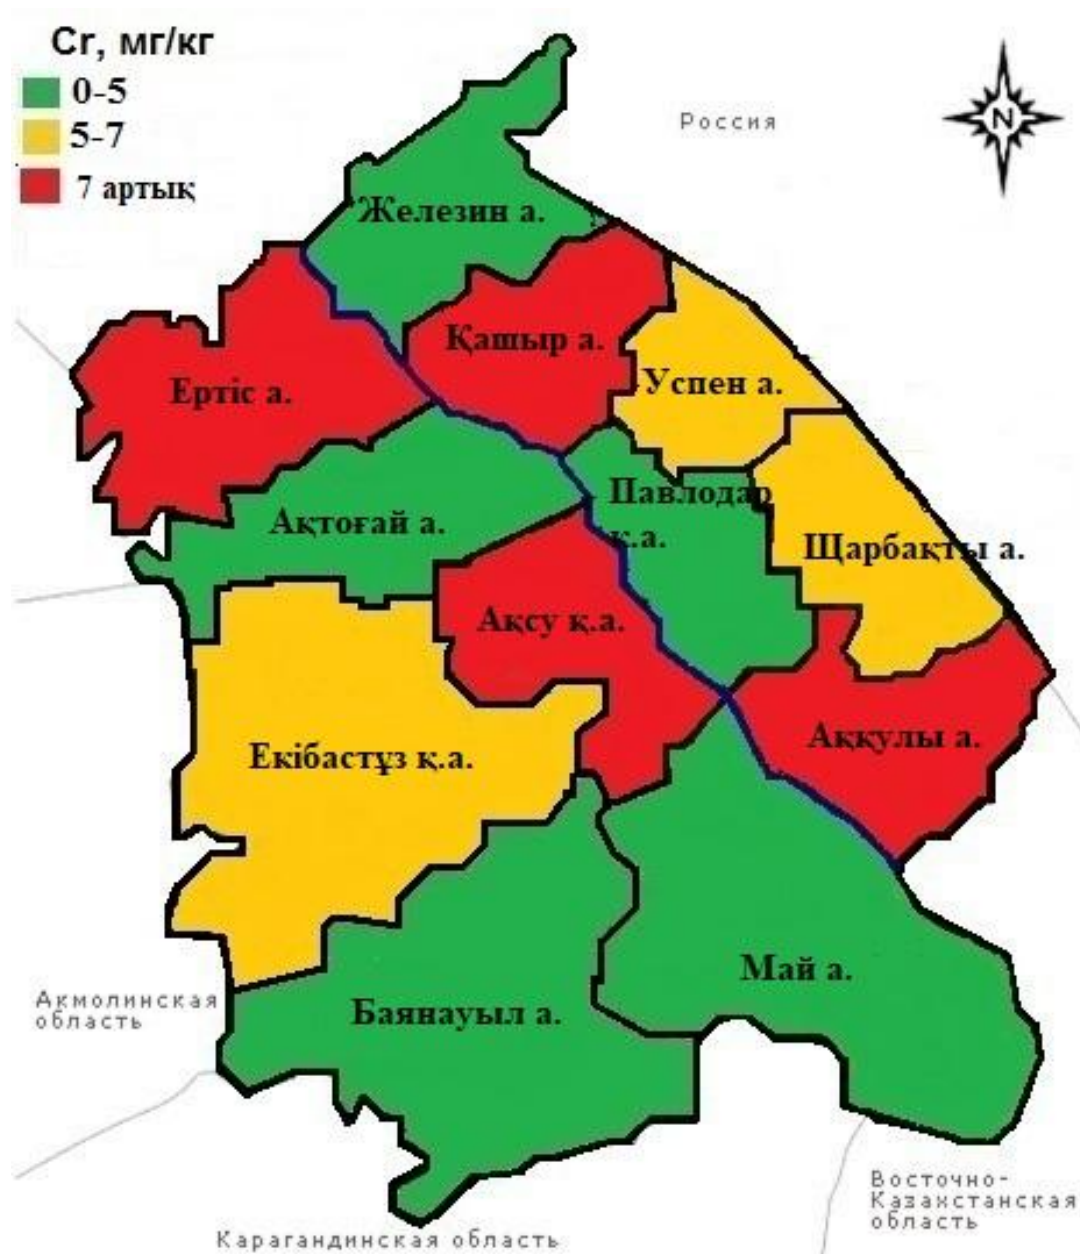 Cr, мг/кг
0-5
5-7
7 артық
Россия
Железин а.
Қашыр а.
Ертіс а.
Успен а.
Павлодар
қ.а.
Ақтоғай а.
Щарбақты а.
Ақсу қ.а.
Екібастұз қ.а.
Аққулы а.
Май а.
Баянауыл а.
Акмолинская
область
Восточно-
Казахстанская
область
Карагандинская область
N